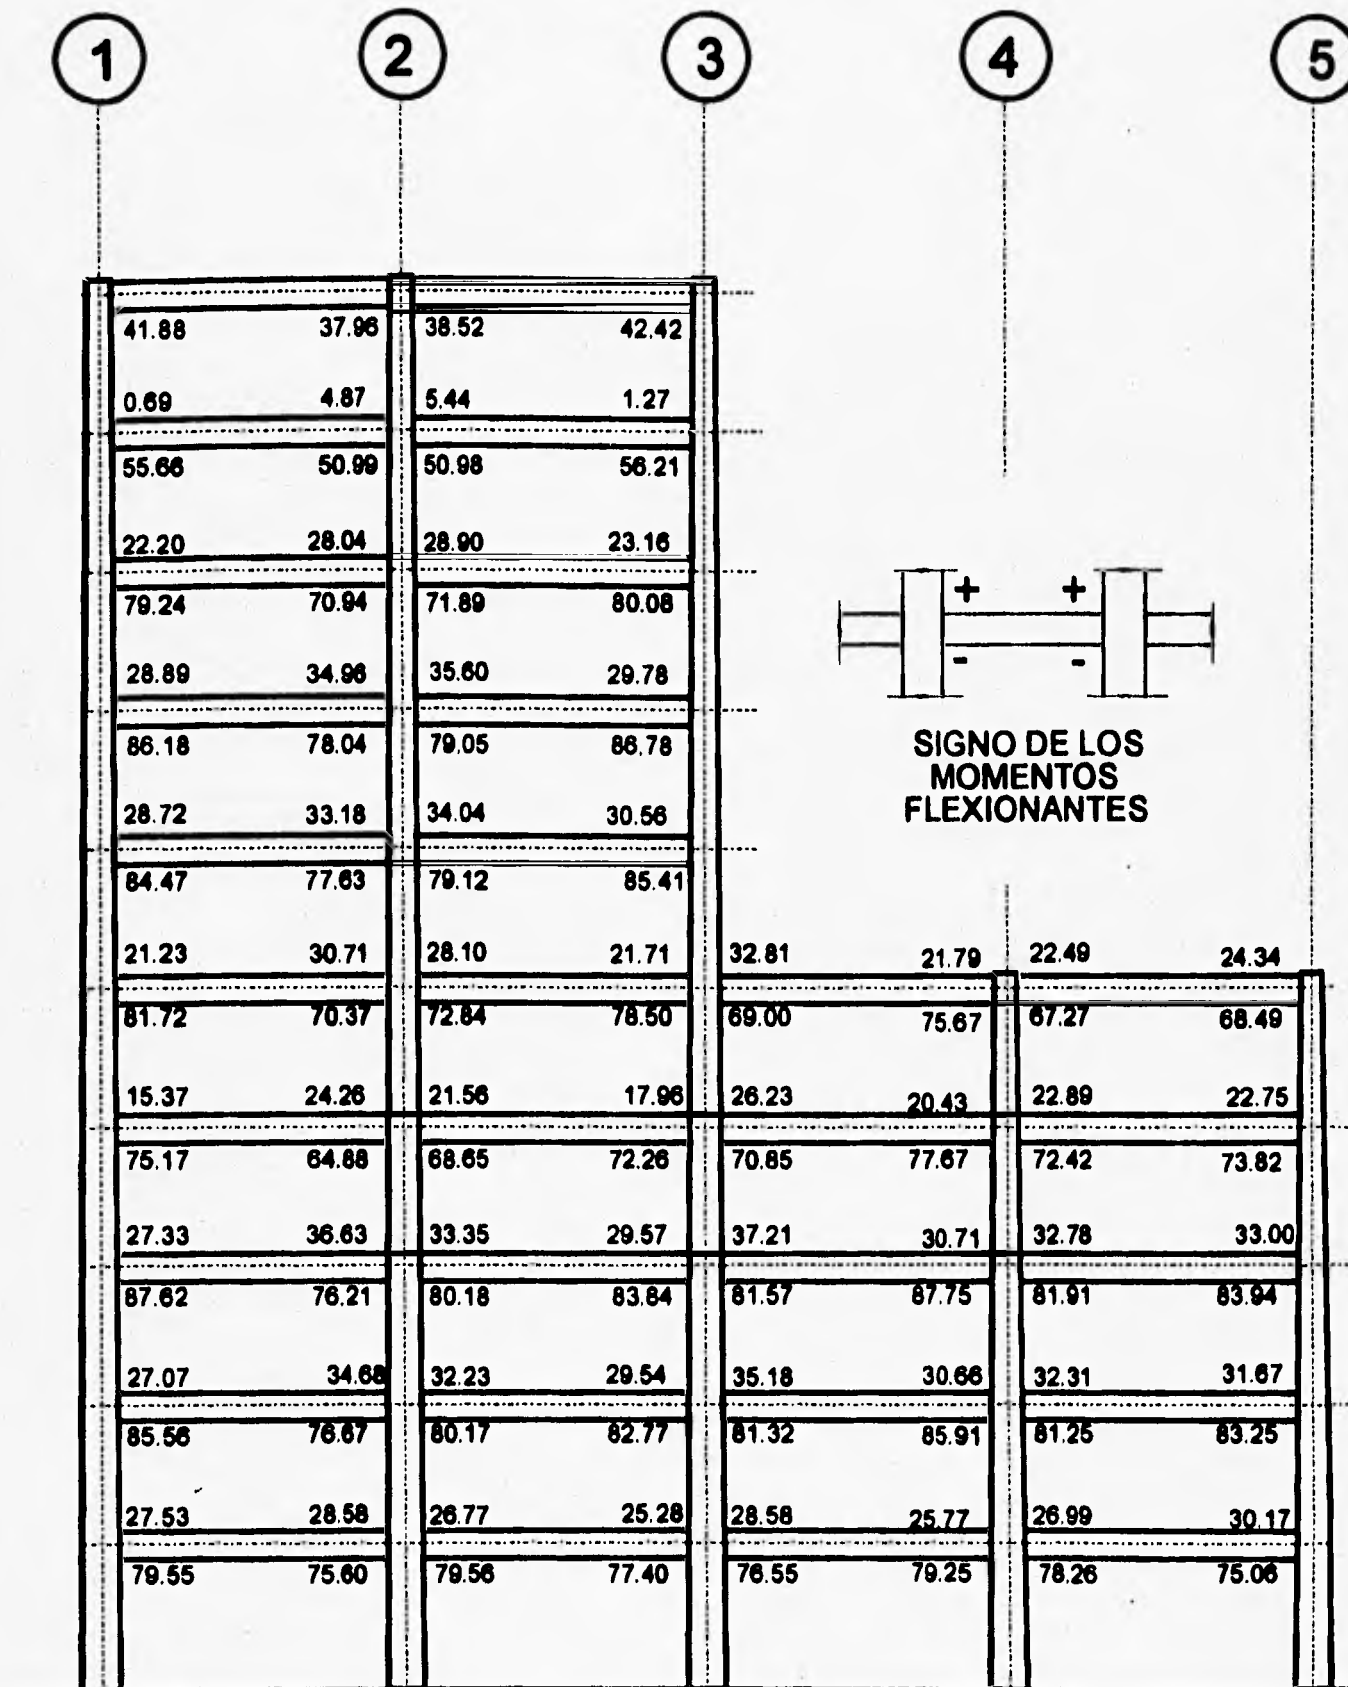 1 2 3 4 5
41.88 37.96 38.52 42.42
0.69 4.87 5.44 1.27
55.66 50.99 50.98 56.21
22.20 28.04 28.90 23.16
+ +
79.24 70.94 71.89 80.08
- -
28.89 34.96 35.60 29.78
86.18 78.04 79.05 86.78
SIGNO DE LOS
MOMENTOS
FLEXIONANTES
28.72 33.18 34.04 30.56
84.47 77.63 79.12 85.41
21.23 30.71 28.10 21.71 32.81 21.79 22.49 24.34
81.72 70.37 72.84 78.50 69.00 75.67 67.27 68.49
15.37 24.26 21.56 17.96 26.23 20.43 22.89 22.75
75.17 64.88 68.65 72.26 70.85 77.67 72.42 73.82
27.33 36.63 33.35 29.57 37.21 30.71 32.78 33.00
87.62 76.21 80.18 83.84 81.57 87.75 81.91 83.94
27.07 34.68 32.23 29.54 35.18 30.66 32.31 31.67
85.56 76.67 80.17 82.77 81.32 85.91 81.25 83.25
27.53 28.58 26.77 25.28 28.58 25.77 26.99 30.17
79.55 75.60 79.56 77.40 76.55 79.25 78.26 75.06